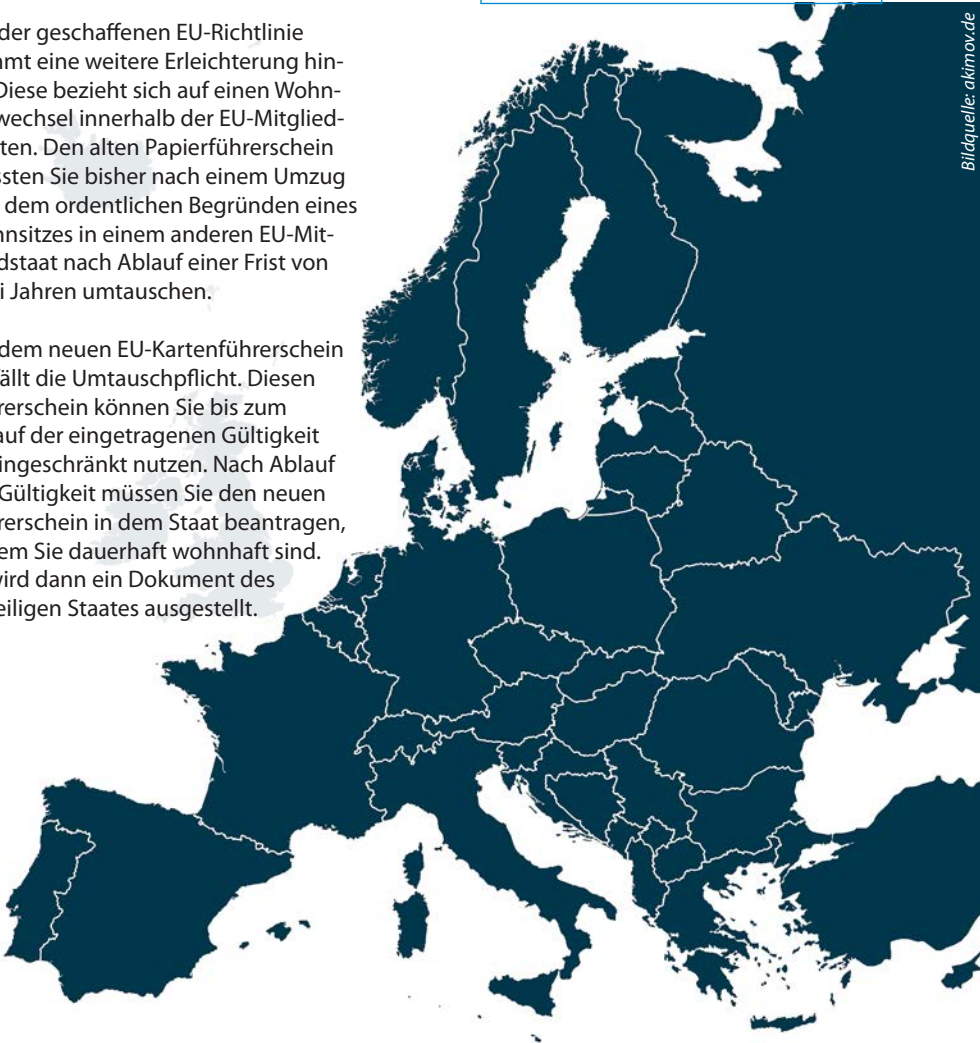 der geschaffenen EU-Richtlinie
mt eine weitere Erleichterung hin-
Diese bezieht sich auf einen Wohn-
wechsel innerhalb der EU-Mitglied-
ten. Den alten Papierführerschein
ssten Sie bisher nach einem Umzug
dem ordentlichen Begründen eines
hnsitzes in einem anderen EU-Mit-
dstaat nach Ablauf einer Frist von
i Jahren umtauschen.
dem neuen EU-Kartenführerschein
fällt die Umtauschpflicht. Diesen
rerschein können Sie bis zum
auf der eingetragenen Gültigkeit
ingeschränkt nutzen. Nach Ablauf
Gültigkeit müssen Sie den neuen
rerschein in dem Staat beantragen,
em Sie dauerhaft wohnhaft sind.
wird dann ein Dokument des
eiligen Staates ausgestellt.
Bildquelle: akimov.de